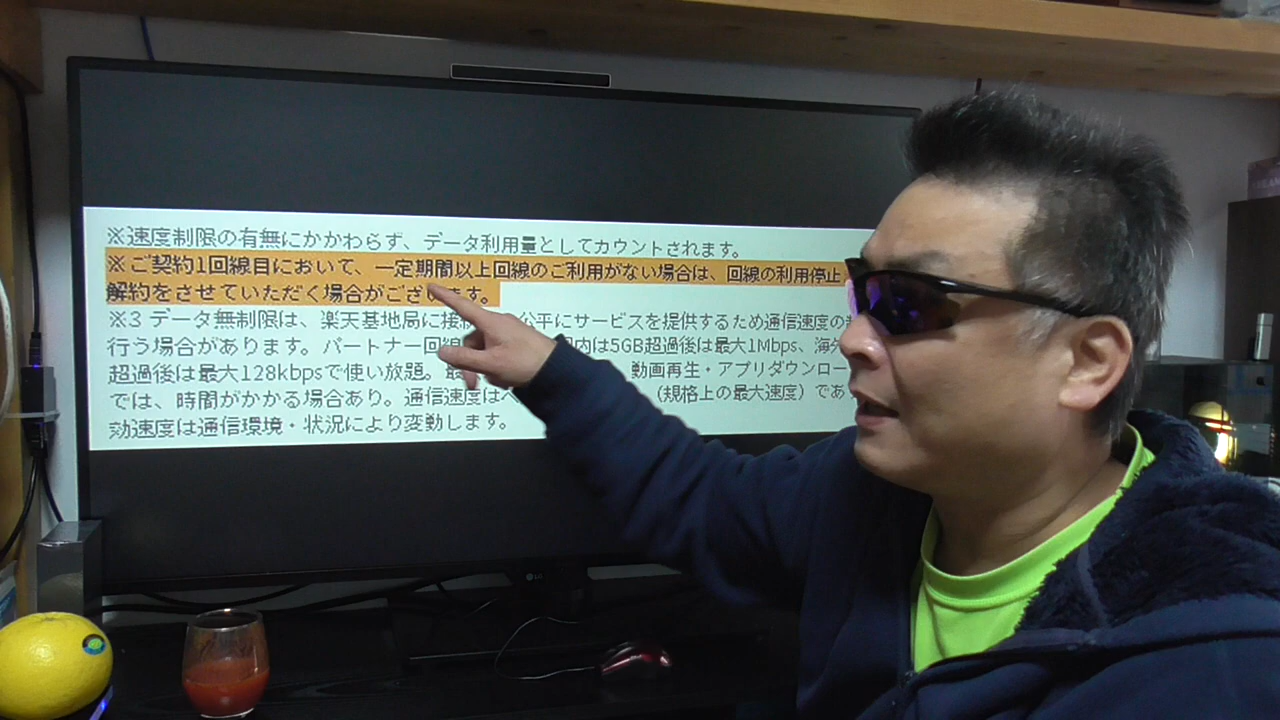 ※速度制限の有無にかかわらず、データ利用量としてカウントされます。
※ご契約1回線目において、一定期間以上回線のご利用がない場合は、回線の利用停止
解約をさせていただく場合がございます。
※3 データ無制限は、楽天基地局に接続 公平にサービスを提供するため通信速度の
行う場合があります。パートナー回線 国内は5GB超過後は最大1Mbps、海外
超過後は最大128kbpsで使い放題。 動画再生・アプリダウンロー
では、時間がかかる場合あり。通信速度はベ (規格上の最大速度)であ
効速度は通信環境・状況により変動します。
LG